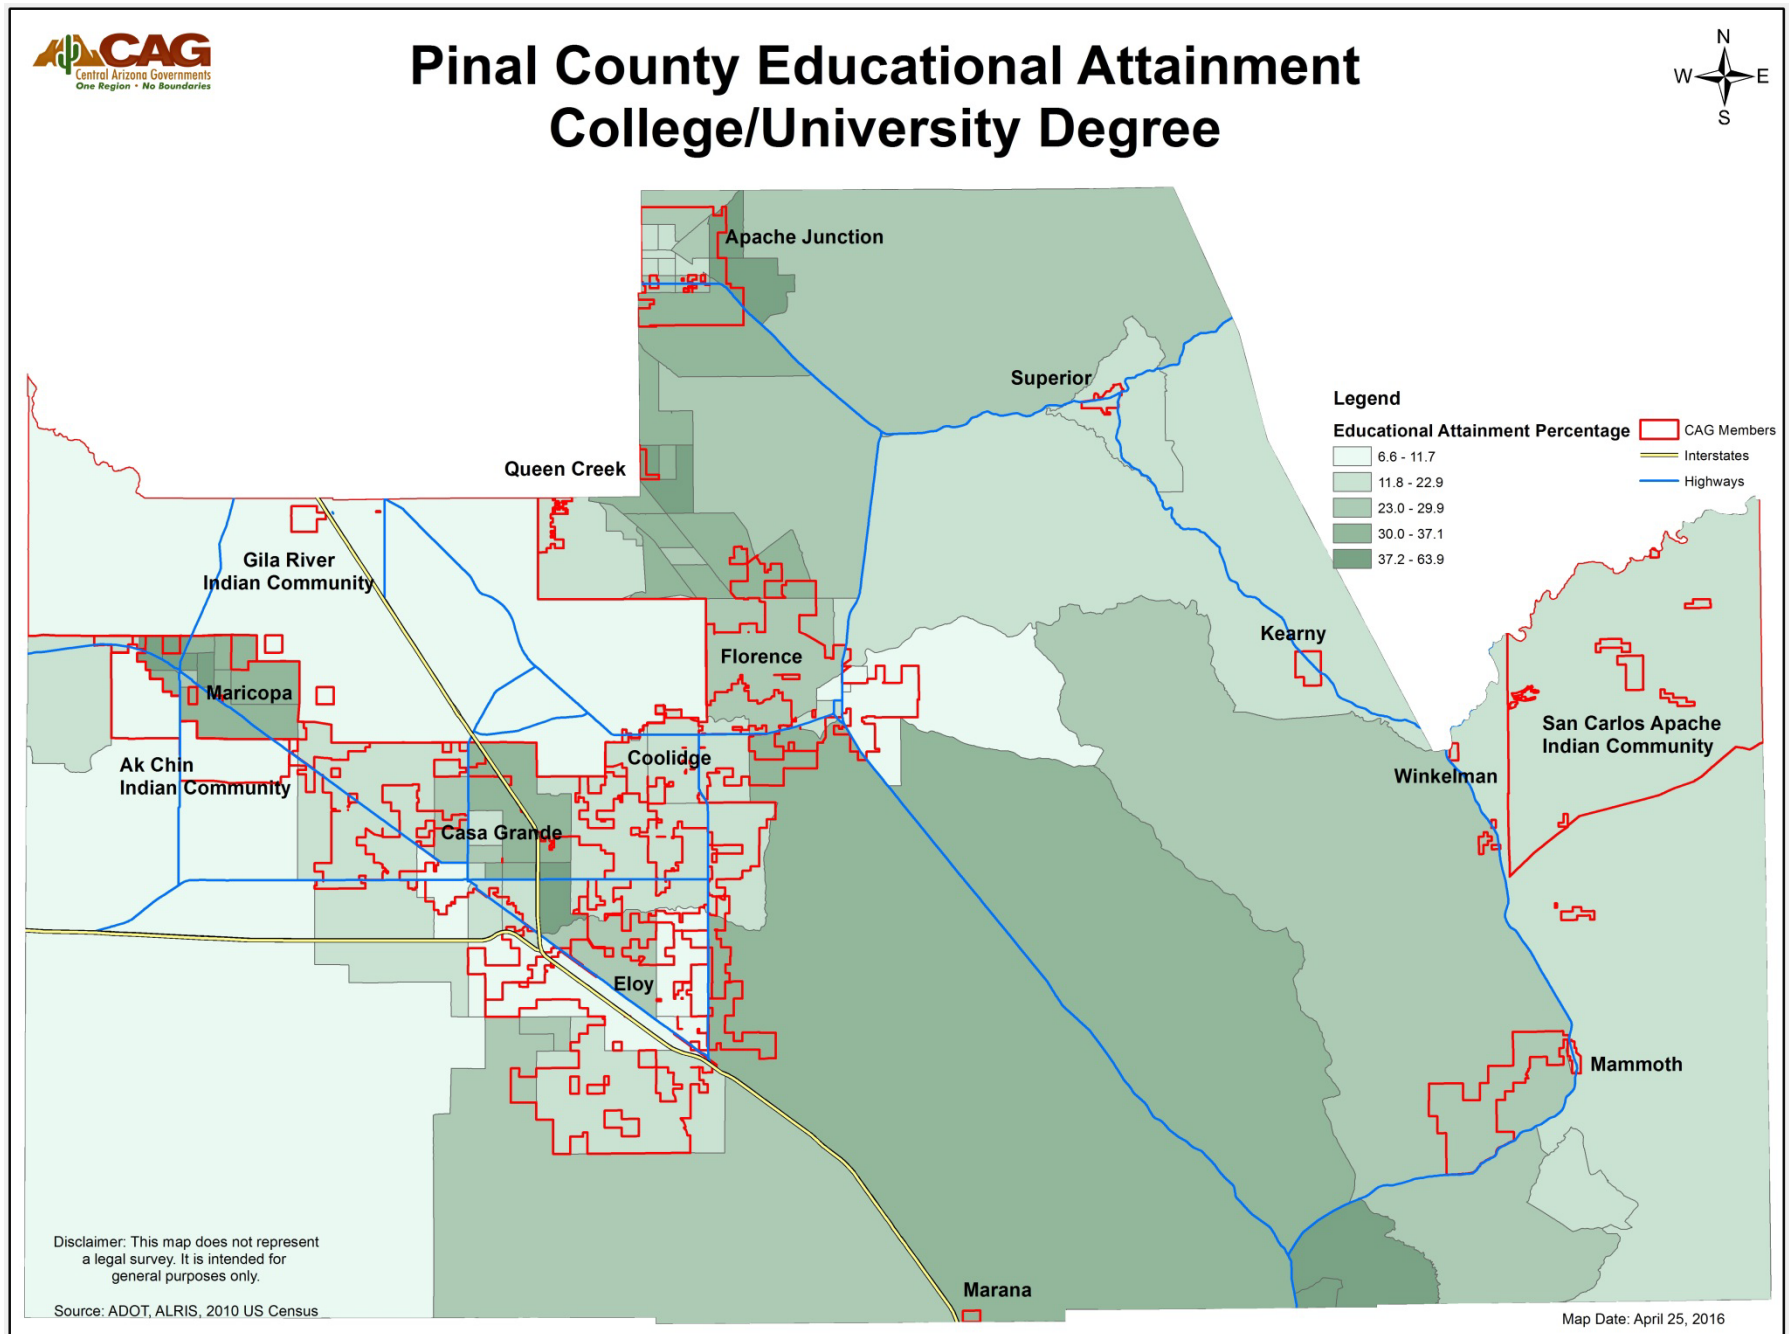 CAG
Central Arizona Governments
One Region • No Boundaries
Pinal County Educational Attainment
College/University Degree
N
W
E
S
Apache Junction
Superior
Queen Creek
Gila River
Indian Community
Florence
Kearny
Maricopa
San Carlos Apache
Indian Community
Ak Chin
Indian Community
Coolidge
Winkelman
Casa Grande
Eloy
Mammoth
Marana
Legend
Educational Attainment Percentage
6.6 - 11.7
11.8 - 22.9
23.0 - 29.9
30.0 - 37.1
37.2 - 63.9
CAG Members
Interstates
Highways
Disclaimer: This map does not represent
a legal survey. It is intended for
general purposes only.
Source: ADOT, ALRIS, 2010 US Census
Map Date: April 25, 2016